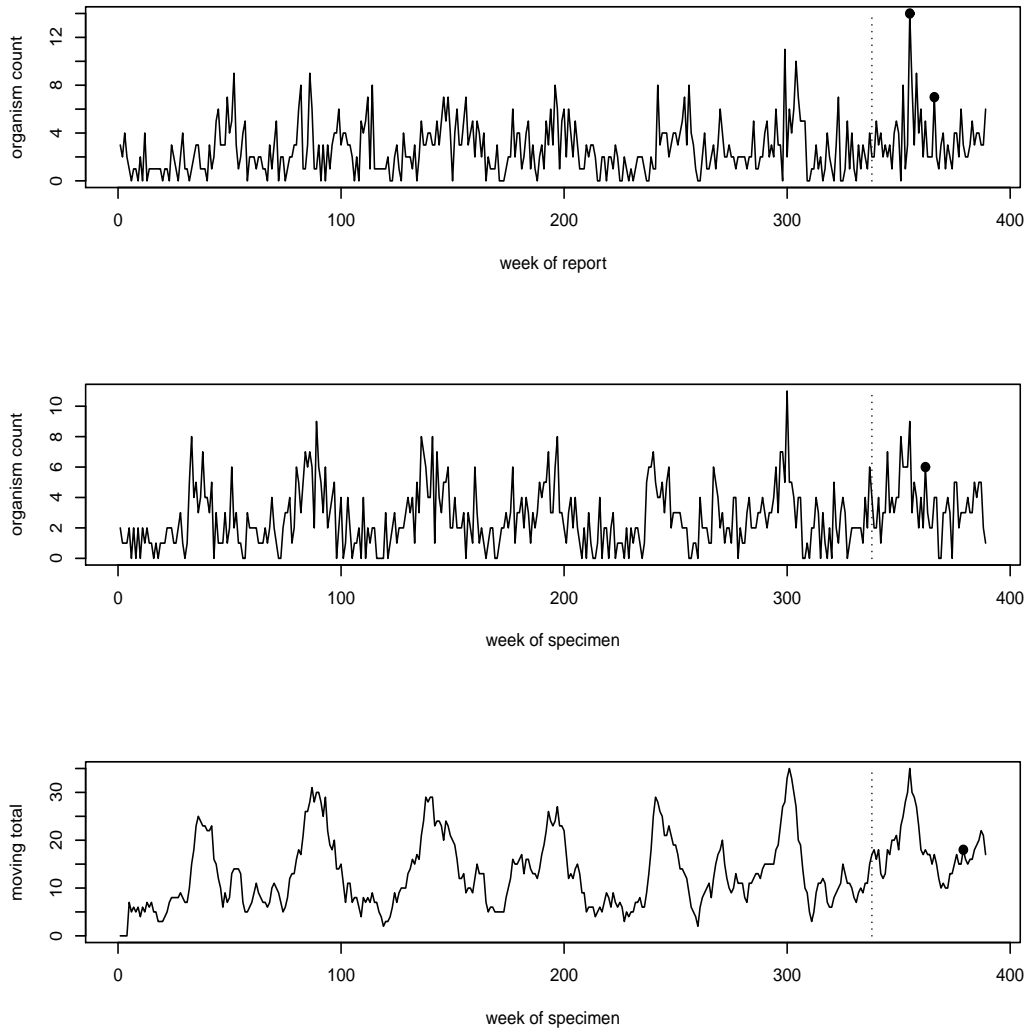 organism count
12
8
4
0
0 100 200 300 400
week of report
organism count
10
8
6
4
2
0
0 100 200 300 400
week of specimen
moving total
30
20
10
0
0 100 200 300 400
week of specimen